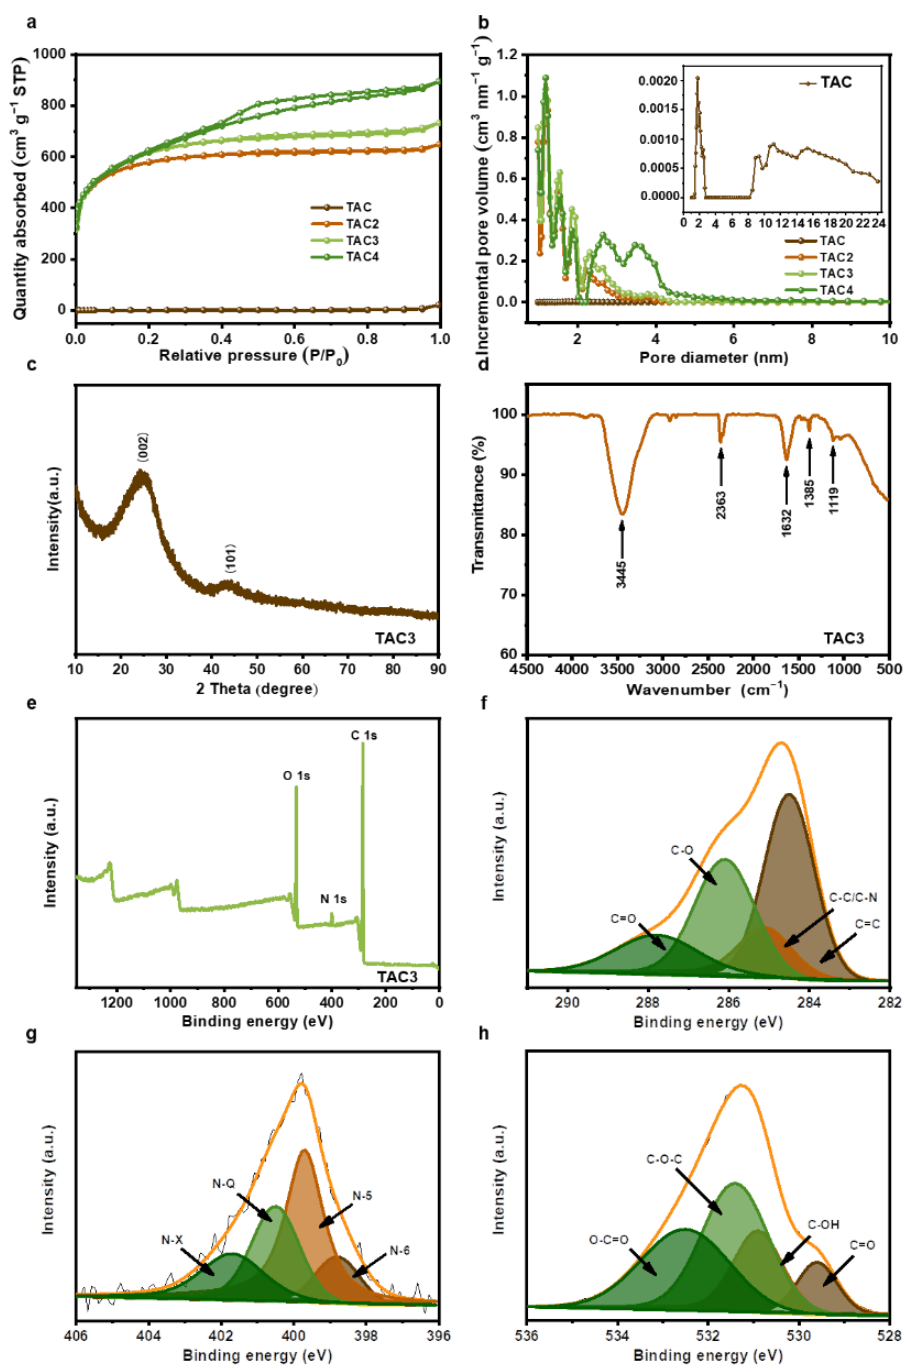 a
Quantity absorbed (cm³ g⁻¹ STP)
1000
800
600
400
200
0
TAC
TAC2
TAC3
TAC4
0.0 0.2 0.4 0.6 0.8 1.0
Relative pressure (P/P₀)
b
Incremental pore volume (cm³ nm⁻¹ g⁻¹)
1.2
1.0
0.8
0.6
0.4
0.2
0.0
0.0020
0.0015
0.0010
0.0005
0.0000
TAC
0 2 4 6 8 10 12 14 16 18 20 22 24
TAC
TAC2
TAC3
TAC4
2 4 6 8 10
Pore diameter (nm)
c
Intensity(a.u.)
(002)
(101)
TAC3
10 20 30 40 50 60 70 80 90
2 Theta (degree)
d
Transmittance (%)
100
90
80
70
60
3445
2363
1632
1385
1119
TAC3
4500 4000 3500 3000 2500 2000 1500 1000 500
Wavenumber (cm⁻¹)
e
Intensity (a.u.)
C 1s
O 1s
N 1s
TAC3
1200 1000 800 600 400 200 0
Binding energy (eV)
f
Intensity (a.u.)
C-O
C=O
C-C/C-N
C=C
290 288 286 284 282
Binding energy (eV)
g
Intensity (a.u.)
N-Q
N-5
N-X
N-6
406 404 402 400 398 396
Binding energy (eV)
h
Intensity (a.u.)
C-O-C
O-C=O
C-OH
C=O
536 534 532 530 528
Binding energy (eV)